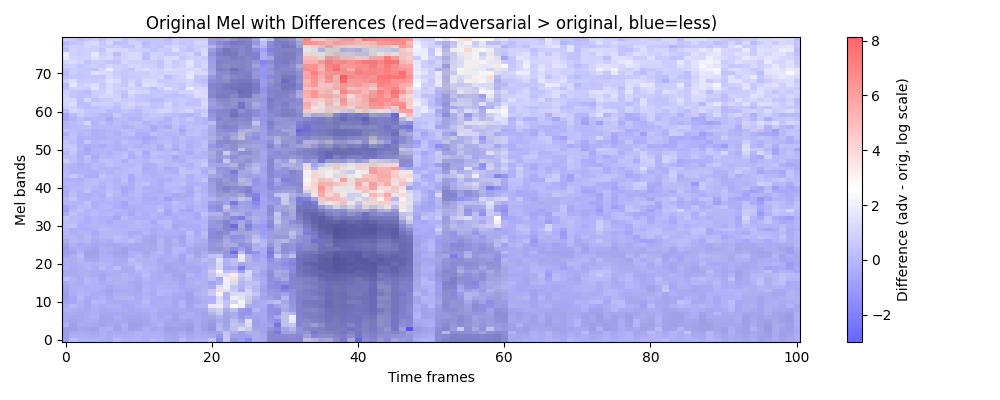 Original Mel with Differences (red=adversarial > original, blue=less)
Mel bands
70
60
50
40
30
20
10
0
0 20 40 60 80 100
Time frames
8
6
4
2
0
−2
Difference (adv - orig, log scale)